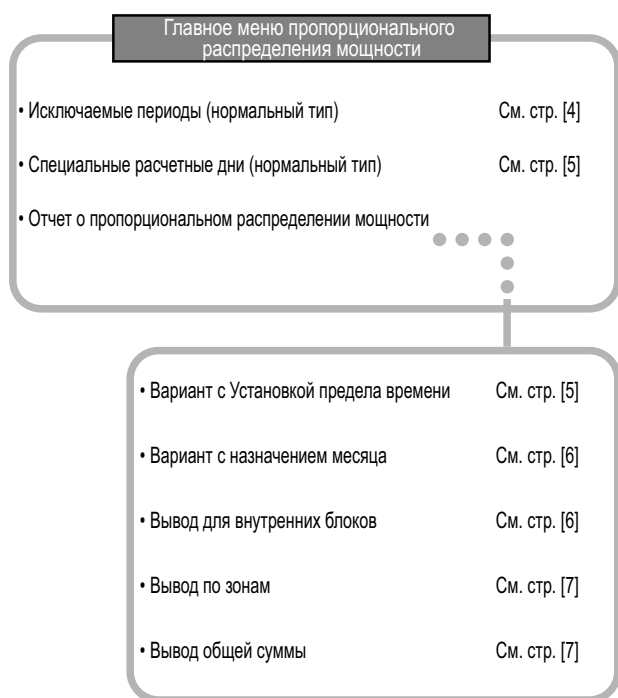 Главное меню пропорционального
распределения мощности
• Исключаемые периоды (нормальный тип) См. стр. [4]
• Специальные расчетные дни (нормальный тип) См. стр. [5]
• Отчет о пропорциональном распределении мощности
• Вариант с Установкой предела времени См. стр. [5]
• Вариант с назначением месяца См. стр. [6]
• Вывод для внутренних блоков См. стр. [6]
• Вывод по зонам См. стр. [7]
• Вывод общей суммы См. стр. [7]